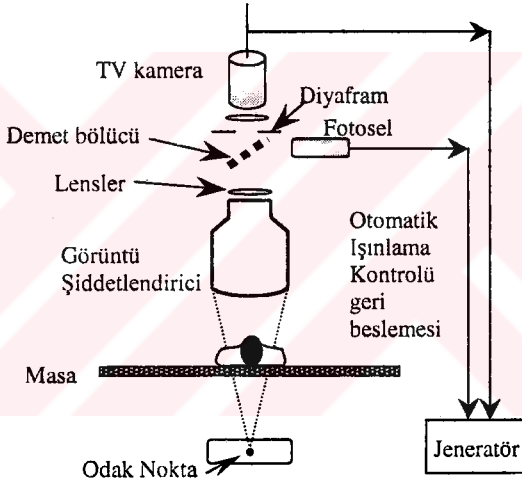 TV kamera
Diyafram
Fotosel
Demet bölücü
Lensler
Görüntü
Şiddetlendirici
Otomatik
Işınlama
Kontrolü
geri
beslemesi
Masa
Odak Nokta
Jeneratör